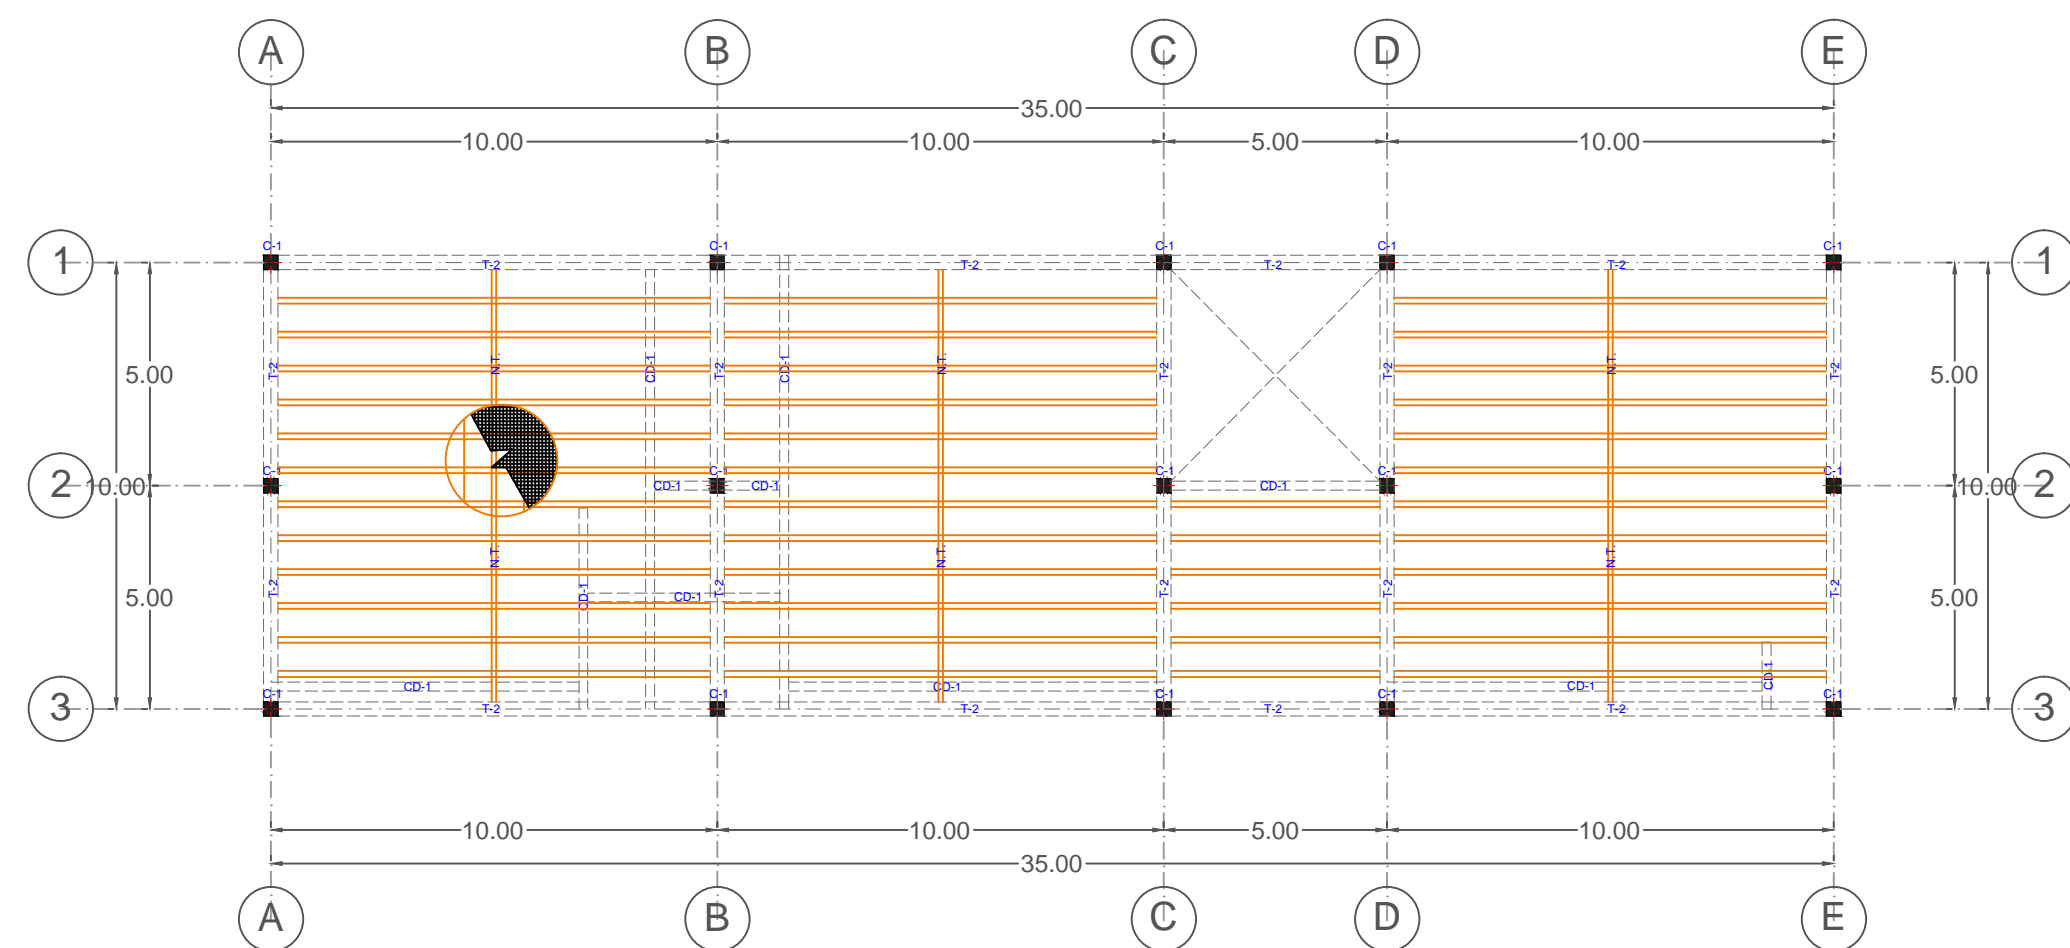 A B C D E
35.00
10.00 10.00 5.00 10.00
C-1 C-1 C-1 C-1 C-1
1 T-2 T-2 T-2 T-2 1
N.T. N.T. N.T.
5.00 T-2 CD-1 T-2 CD-1 T-2 T-2 T-2 5.00
C-1 C-1 C-1 C-1 C-1
2 10.00 CD-1 CD-1 CD-1 10.00 2
N.T. N.T. N.T.
T-2 T-2 T-2 T-2 T-2
5.00 CD-1 CD-1 5.00
CD-1 CD-1 CD-1 CD-1
C-1 C-1 C-1 C-1 C-1
3 T-2 T-2 T-2 T-2 3
10.00 10.00 5.00 10.00
35.00
A B C D E